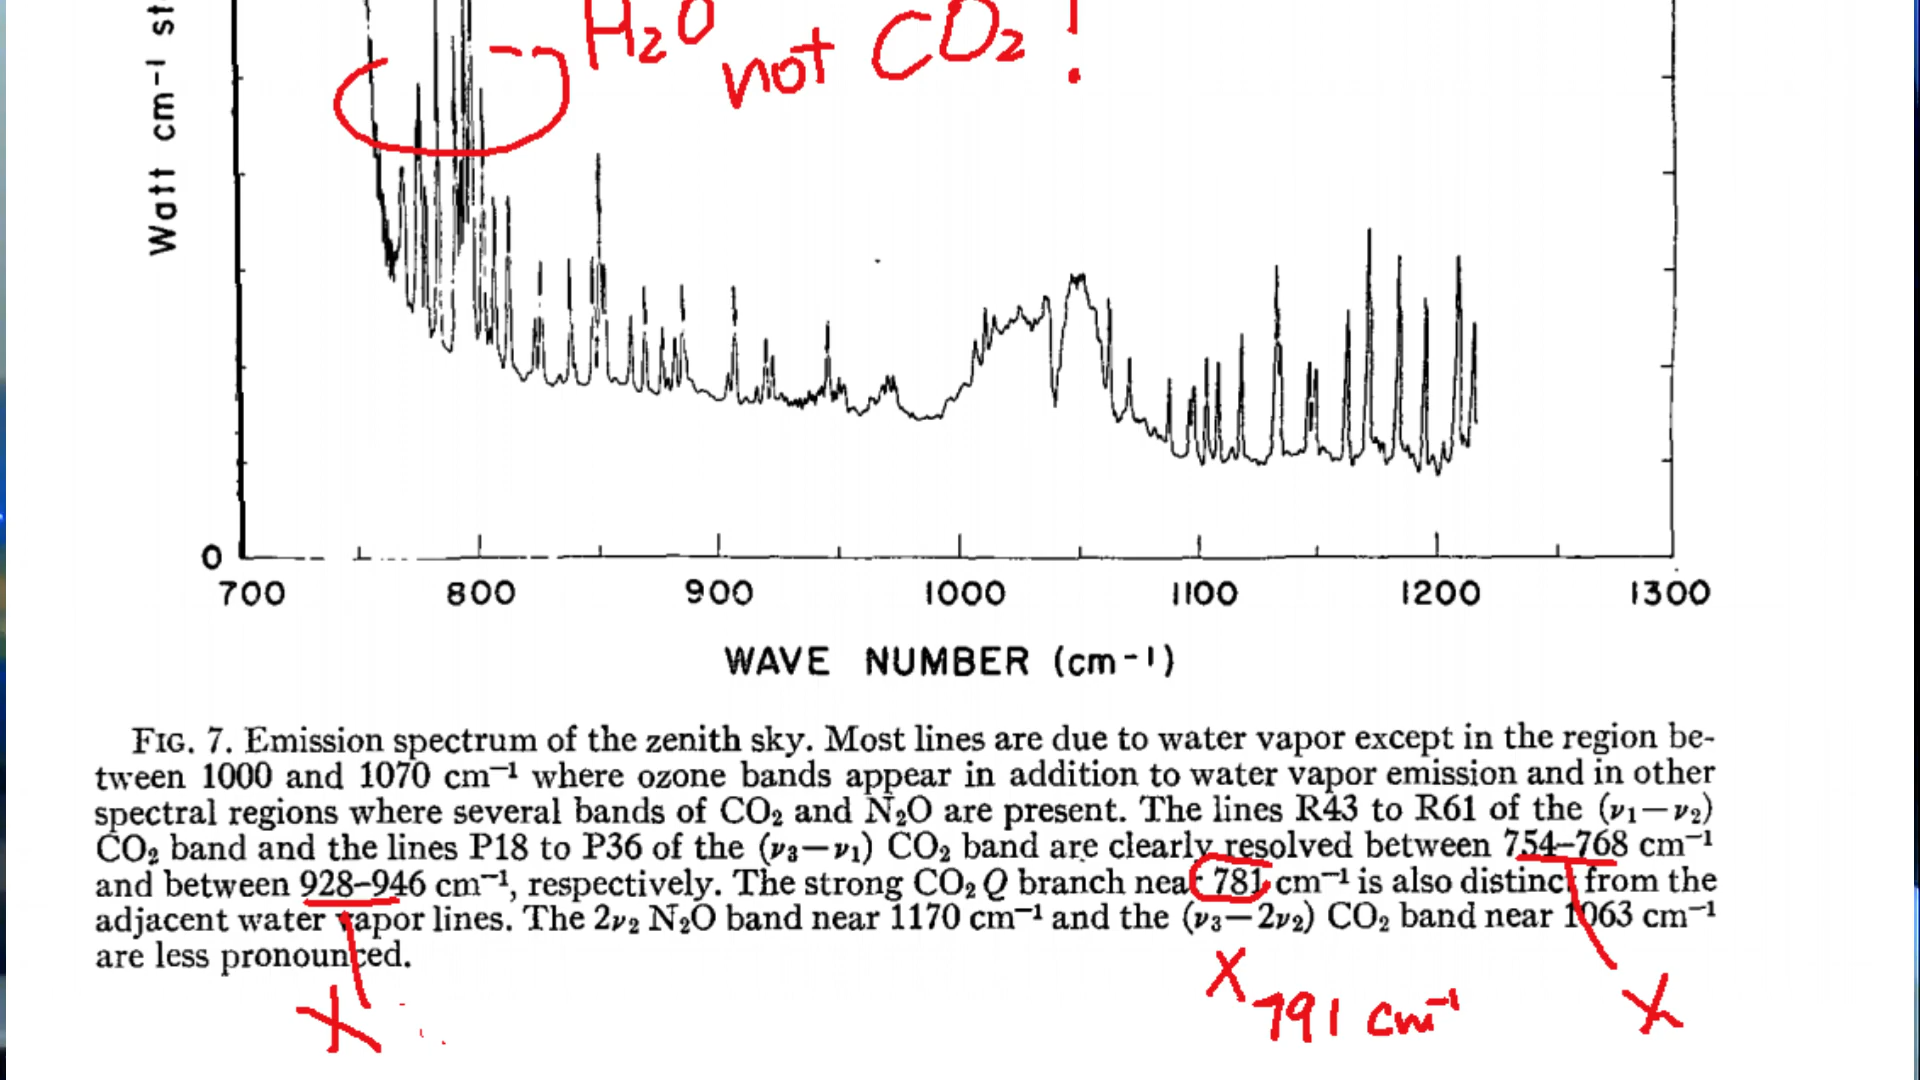 Watt cm⁻¹ st
H₂O
not CO₂ !
0
700 800 900 1000 1100 1200 1300
WAVE NUMBER (cm⁻¹)
FIG. 7. Emission spectrum of the zenith sky. Most lines are due to water vapor except in the region be-
tween 1000 and 1070 cm⁻¹ where ozone bands appear in addition to water vapor emission and in other
spectral regions where several bands of CO₂ and N₂O are present. The lines R43 to R61 of the (ν₁—ν₂)
CO₂ band and the lines P18 to P36 of the (ν₃—ν₁) CO₂ band are clearly resolved between 754–768 cm⁻¹
and between 928–946 cm⁻¹, respectively. The strong CO₂ Q branch near 781 cm⁻¹ is also distinct from the
adjacent water vapor lines. The 2ν₂ N₂O band near 1170 cm⁻¹ and the (ν₃—2ν₂) CO₂ band near 1063 cm⁻¹
are less pronounced.
X
X
791 cm⁻¹
X